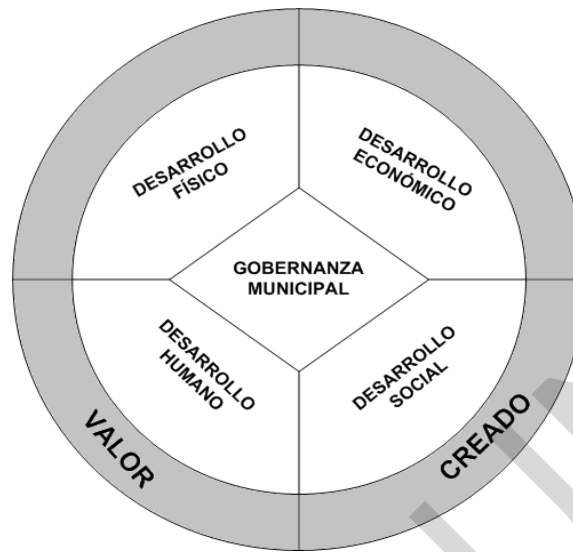 DESARROLLO
FÍSICO
DESARROLLO
ECONÓMICO
GOBERNANZA
MUNICIPAL
DESARROLLO
HUMANO
DESARROLLO
SOCIAL
VALOR
CREADO